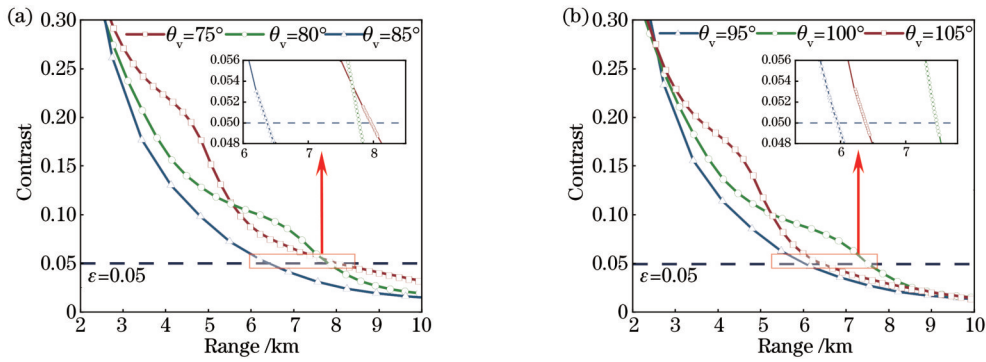 (a)
0.30
0.25
0.20
0.15
0.10
0.05
0
Contrast
θv=75° θv=80° θv=85°
0.056
0.054
0.052
0.050
0.048
6 7 8
ε=0.05
2 3 4 5 6 7 8 9 10
Range /km
(b)
0.30
0.25
0.20
0.15
0.10
0.05
0
Contrast
θv=95° θv=100° θv=105°
0.056
0.054
0.052
0.050
0.048
6 7
ε=0.05
2 3 4 5 6 7 8 9 10
Range /km